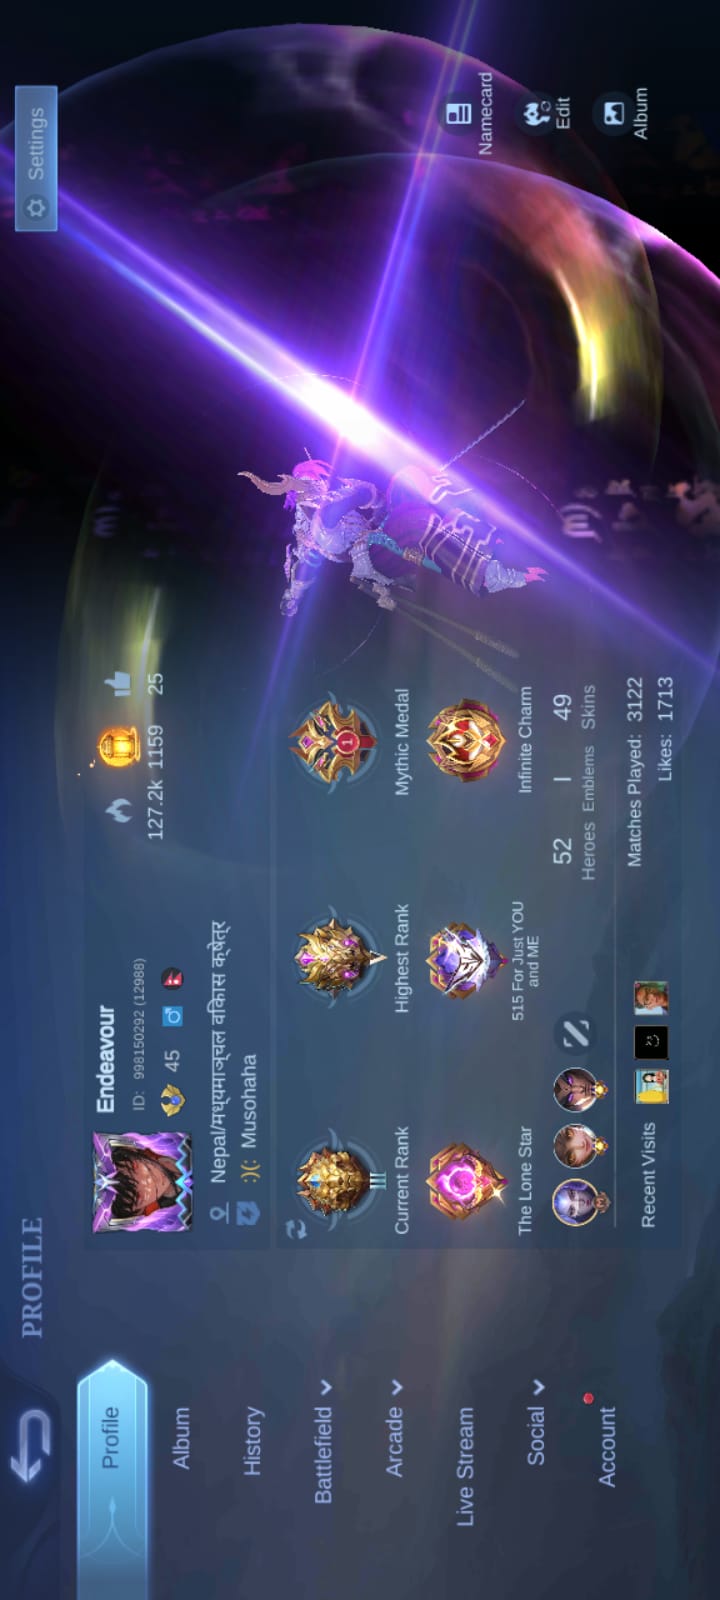 PROFILE
Settings
Profile
Album
History
Battlefield
Arcade
Live Stream
Social
Account
Endeavour
ID: 998150292 (12988)
45
127.2k 1159 25
Nepal/मध्यमाञ्चल विकास क्षेत्र
:)(: Musohaha
III
V
1
Current Rank
Highest Rank
Mythic Medal
The Lone Star
515 For Just YOU
and ME
Infinite Charm
52 I 49
Heroes Emblems Skins
Matches Played: 3122
Recent Visits
Likes: 1713
Namecard
Edit
Album